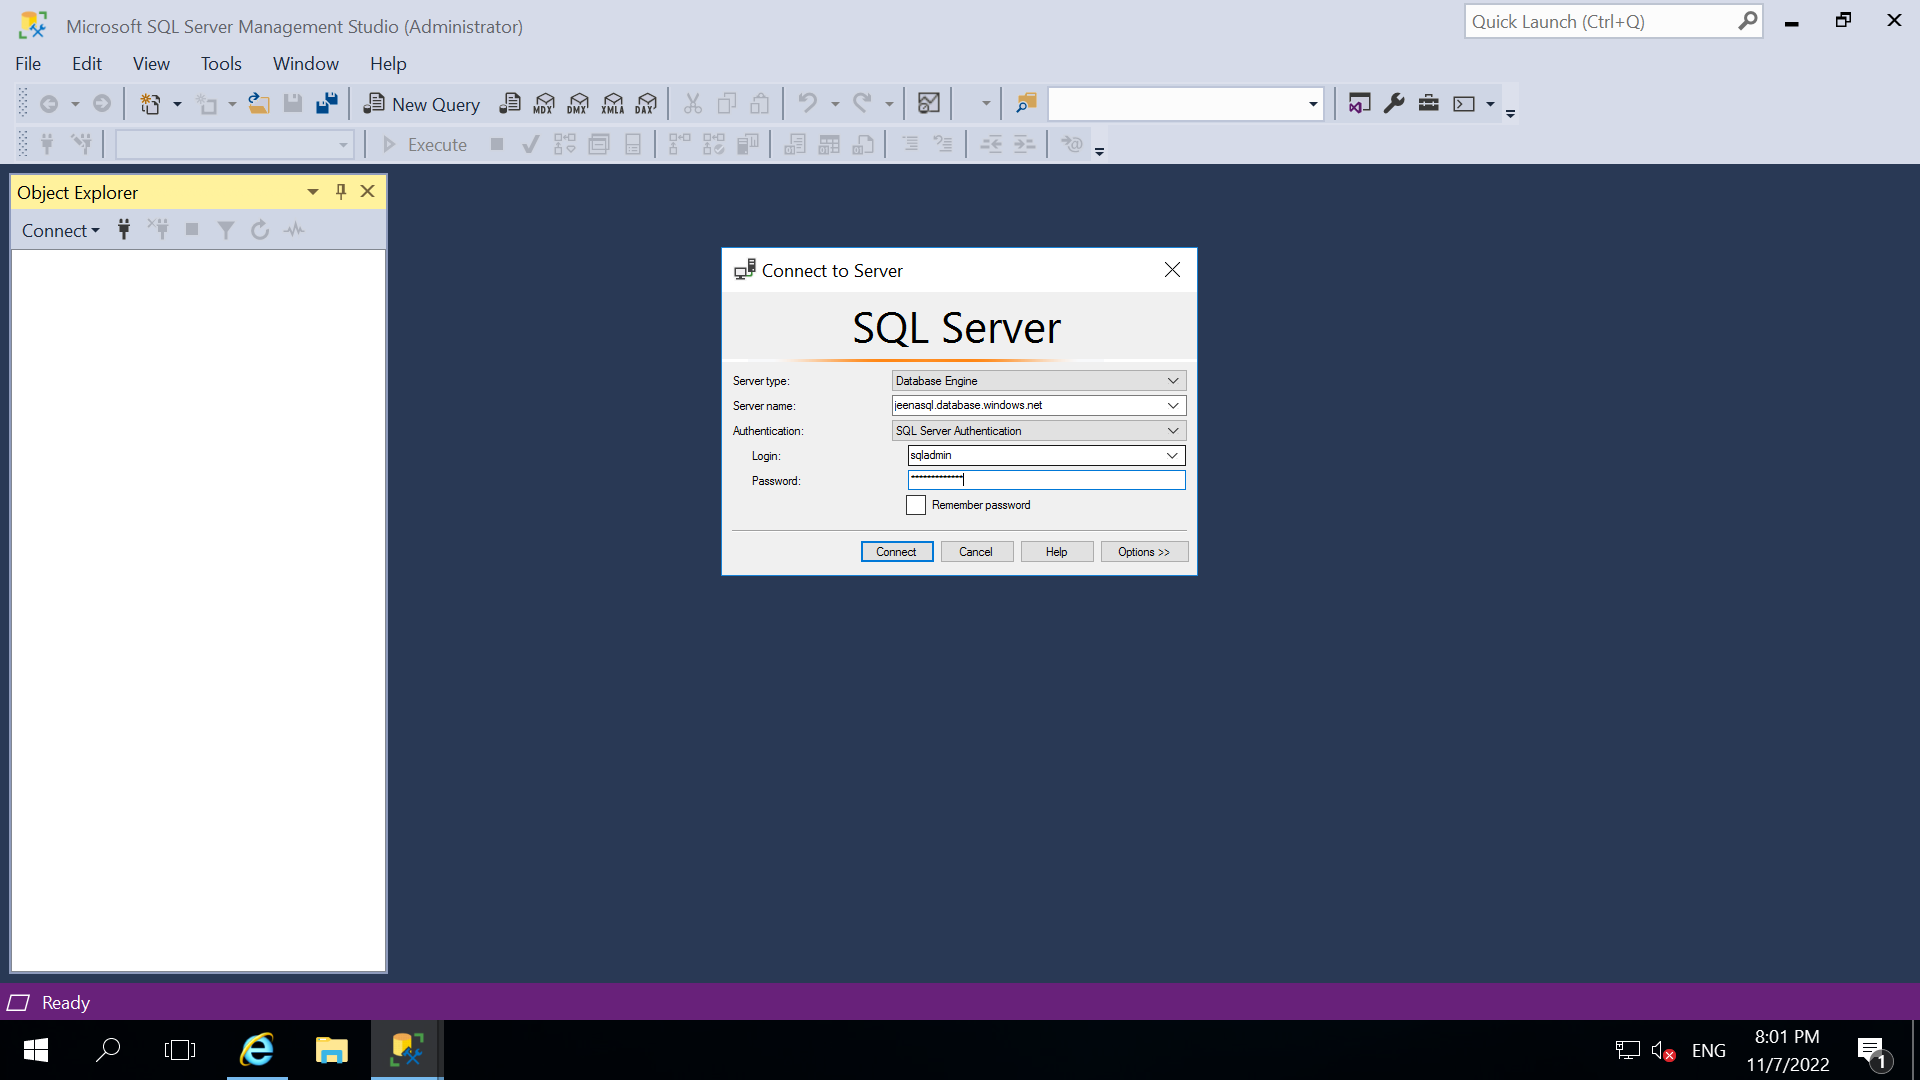 Microsoft SQL Server Management Studio (Administrator)
Quick Launch (Ctrl+Q)
File Edit View Tools Window Help
New Query
MDX DMX XMLA DAX
Execute
Object Explorer
Connect
Connect to Server
SQL Server
Server type: Database Engine
Server name: jeenasql.database.windows.net
Authentication: SQL Server Authentication
Login: sqladmin
Password: *************
Remember password
Connect Cancel Help Options >>
Ready
ENG
8:01 PM
11/7/2022
1